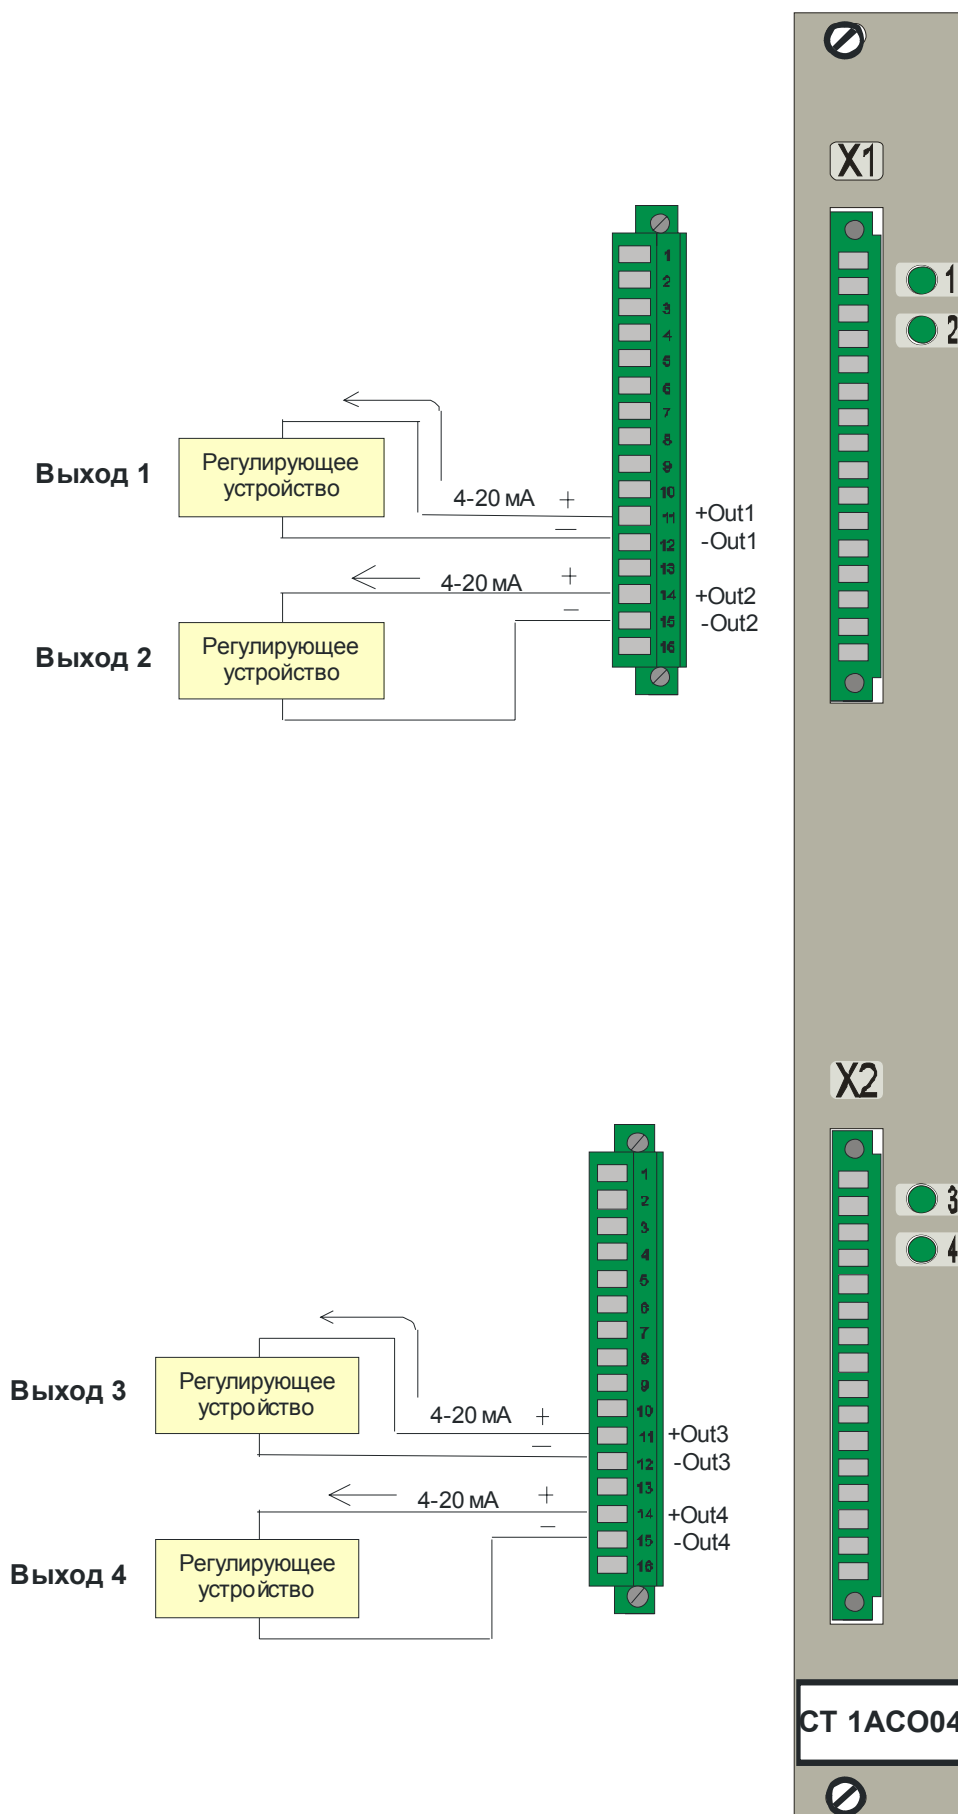 X1
1
2
3
4
5
6
7
8
9
10
11
12
13
14
15
16
1
2
Выход 1
Регулирующее
устройство
4-20 мА +
–
+Out1
-Out1
Выход 2
Регулирующее
устройство
4-20 мА +
–
+Out2
-Out2
X2
1
2
3
4
5
6
7
8
9
10
11
12
13
14
15
16
3
4
Выход 3
Регулирующее
устройство
4-20 мА +
–
+Out3
-Out3
Выход 4
Регулирующее
устройство
4-20 мА +
–
+Out4
-Out4
СТ 1ACO04